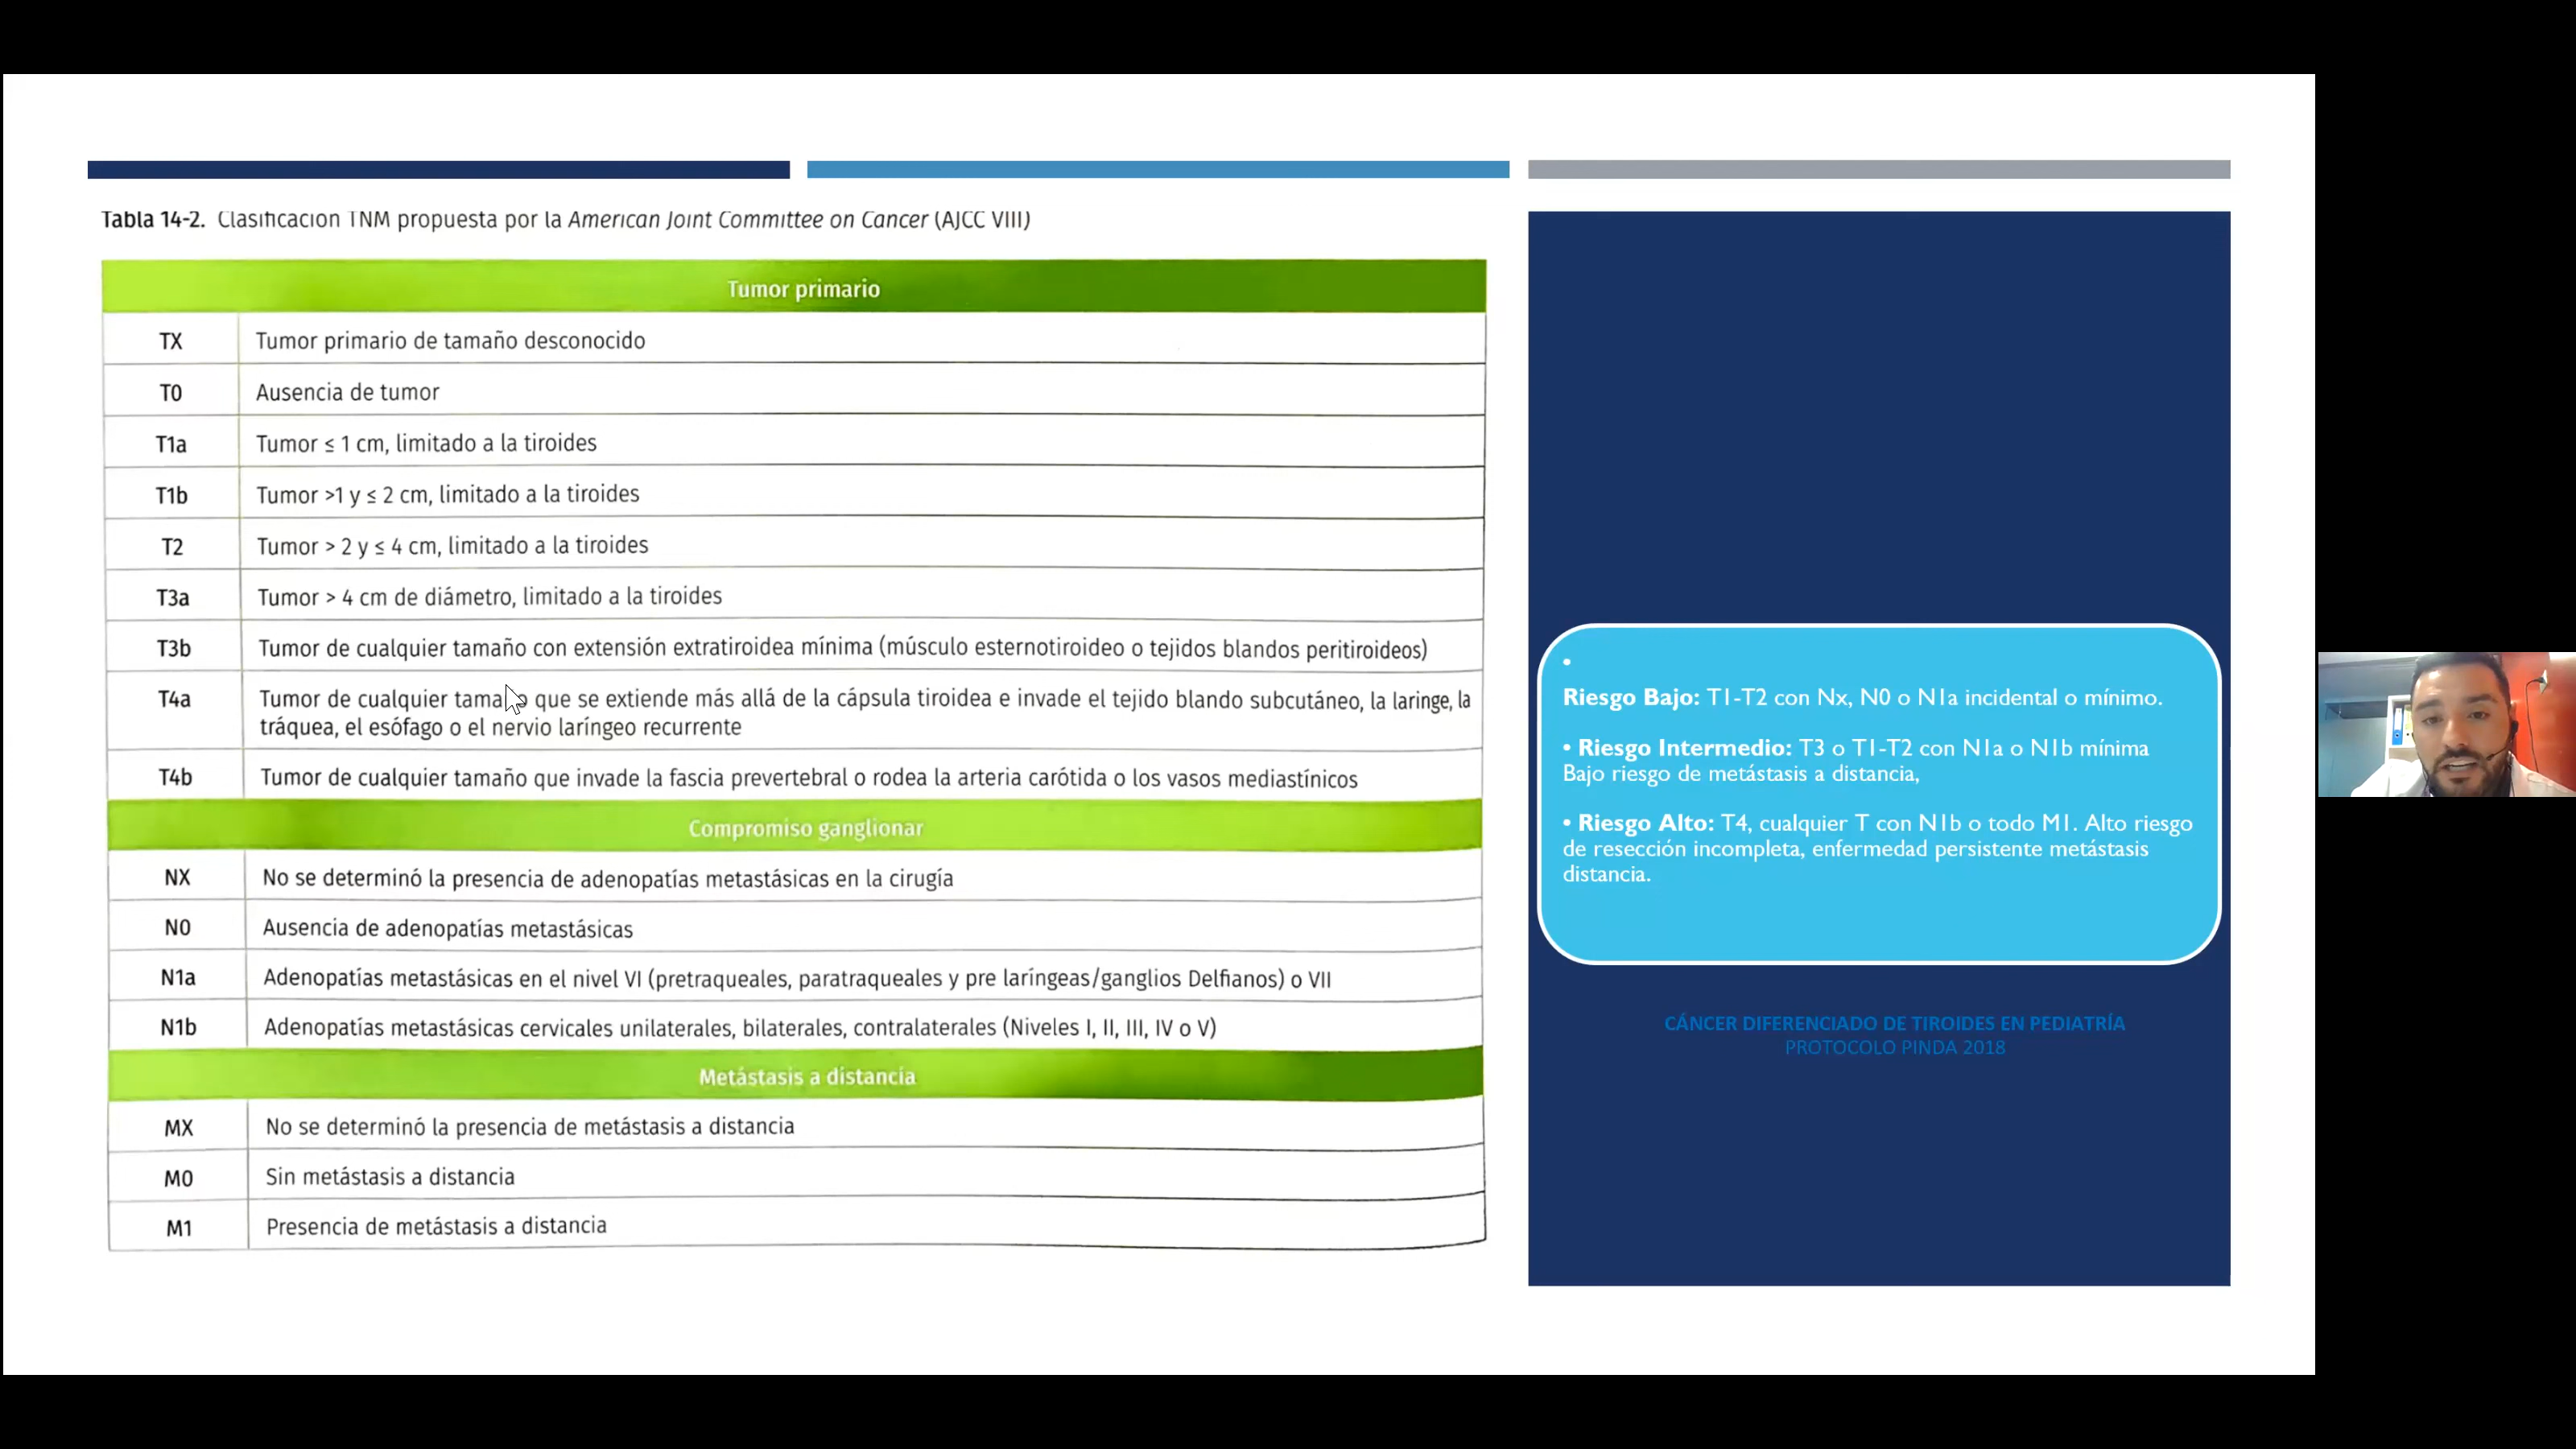 Tabla 14-2. Clasificación TNM propuesta por la American Joint Committee on Cancer (AJCC VIII)
Tumor primario
TX Tumor primario de tamaño desconocido
T0 Ausencia de tumor
T1a Tumor ≤ 1 cm, limitado a la tiroides
T1b Tumor >1 y ≤ 2 cm, limitado a la tiroides
T2 Tumor > 2 y ≤ 4 cm, limitado a la tiroides
T3a Tumor > 4 cm de diámetro, limitado a la tiroides
T3b Tumor de cualquier tamaño con extensión extratiroidea mínima (músculo esternotiroideo o tejidos blandos peritiroideos)
T4a Tumor de cualquier tamaño que se extiende más allá de la cápsula tiroidea e invade el tejido blando subcutáneo, la laringe, la
tráquea, el esófago o el nervio laríngeo recurrente
T4b Tumor de cualquier tamaño que invade la fascia prevertebral o rodea la arteria carótida o los vasos mediastínicos
Compromiso ganglionar
NX No se determinó la presencia de adenopatías metastásicas en la cirugía
N0 Ausencia de adenopatías metastásicas
N1a Adenopatías metastásicas en el nivel VI (pretraqueales, paratraqueales y pre laríngeas/ganglios Delfianos) o VII
N1b Adenopatías metastásicas cervicales unilaterales, bilaterales, contralaterales (Niveles I, II, III, IV o V)
Metástasis a distancia
MX No se determinó la presencia de metástasis a distancia
M0 Sin metástasis a distancia
M1 Presencia de metástasis a distancia
•
Riesgo Bajo: T1-T2 con Nx, N0 o N1a incidental o mínimo.
• Riesgo Intermedio: T3 o T1-T2 con N1a o N1b mínima
Bajo riesgo de metástasis a distancia,
• Riesgo Alto: T4, cualquier T con N1b o todo M1. Alto riesgo
de resección incompleta, enfermedad persistente metástasis
distancia.
CÁNCER DIFERENCIADO DE TIROIDES EN PEDIATRÍA
PROTOCOLO PINDA 2018